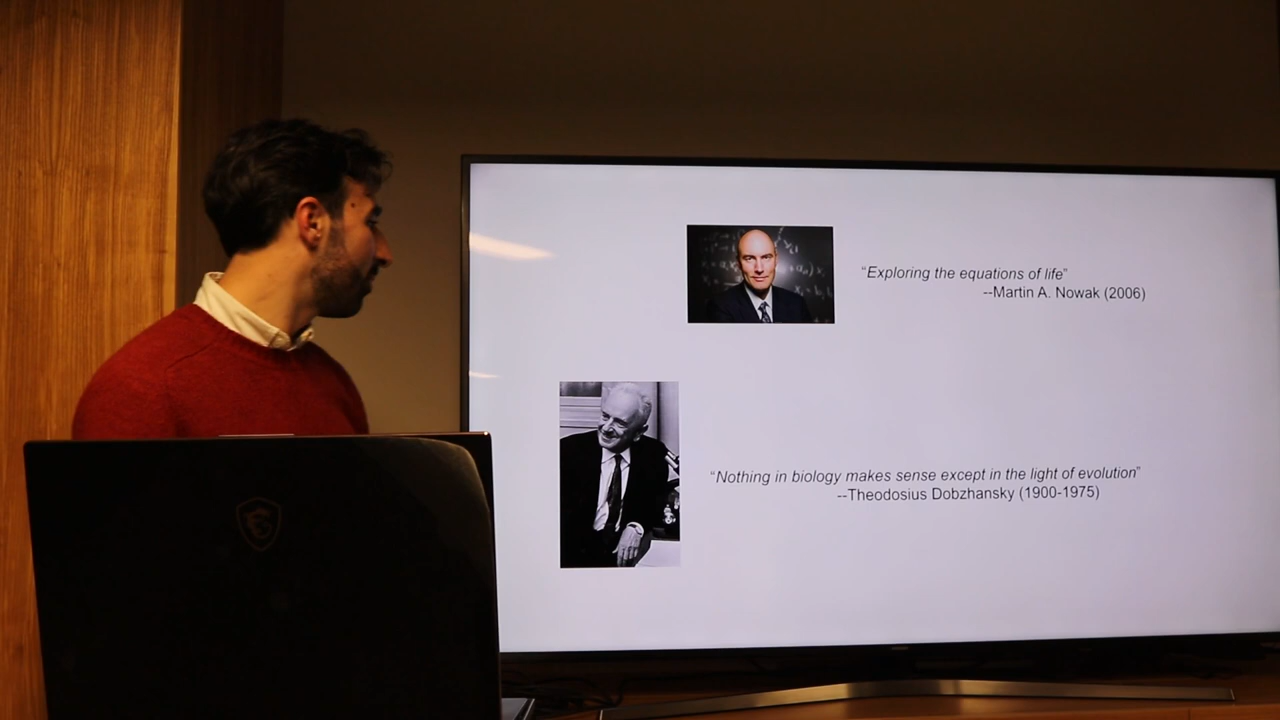 “Exploring the equations of life”
--Martin A. Nowak (2006)
“Nothing in biology makes sense except in the light of evolution”
--Theodosius Dobzhansky (1900-1975)